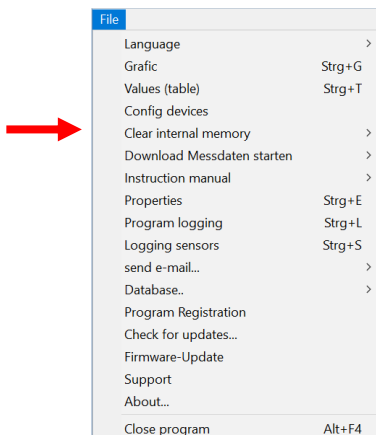 File
Language >
Grafic Strg+G
Values (table) Strg+T
Config devices
Clear internal memory >
Download Messdaten starten >
Instruction manual >
Properties Strg+E
Program logging Strg+L
Logging sensors Strg+S
send e-mail... >
Database.. >
Program Registration
Check for updates...
Firmware-Update
Support
About...
Close program Alt+F4